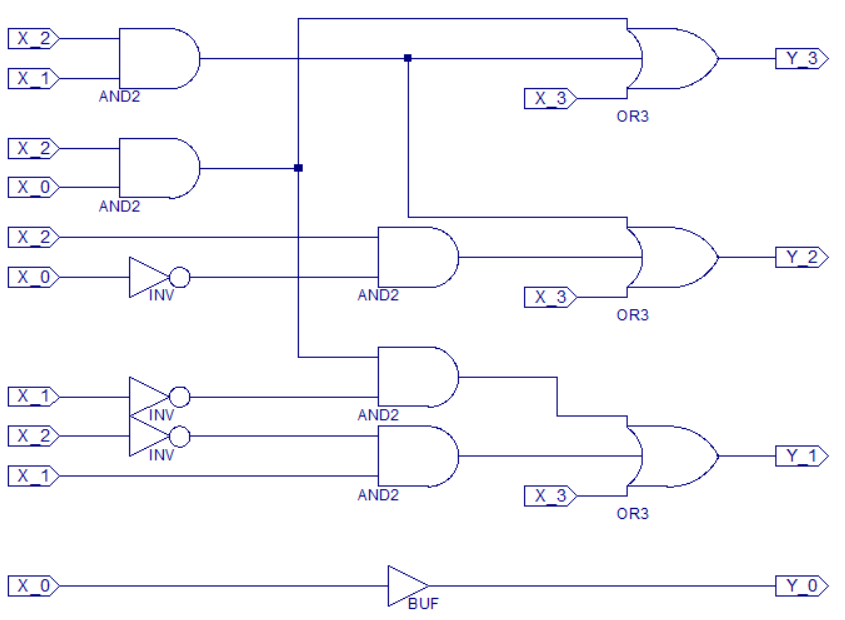 X_2
X_1
AND2
X_3
OR3
Y_3
X_2
X_0
AND2
X_2
X_0
INV
AND2
X_3
OR3
Y_2
X_1
INV
AND2
X_2
INV
X_1
AND2
X_3
OR3
Y_1
X_0
BUF
Y_0